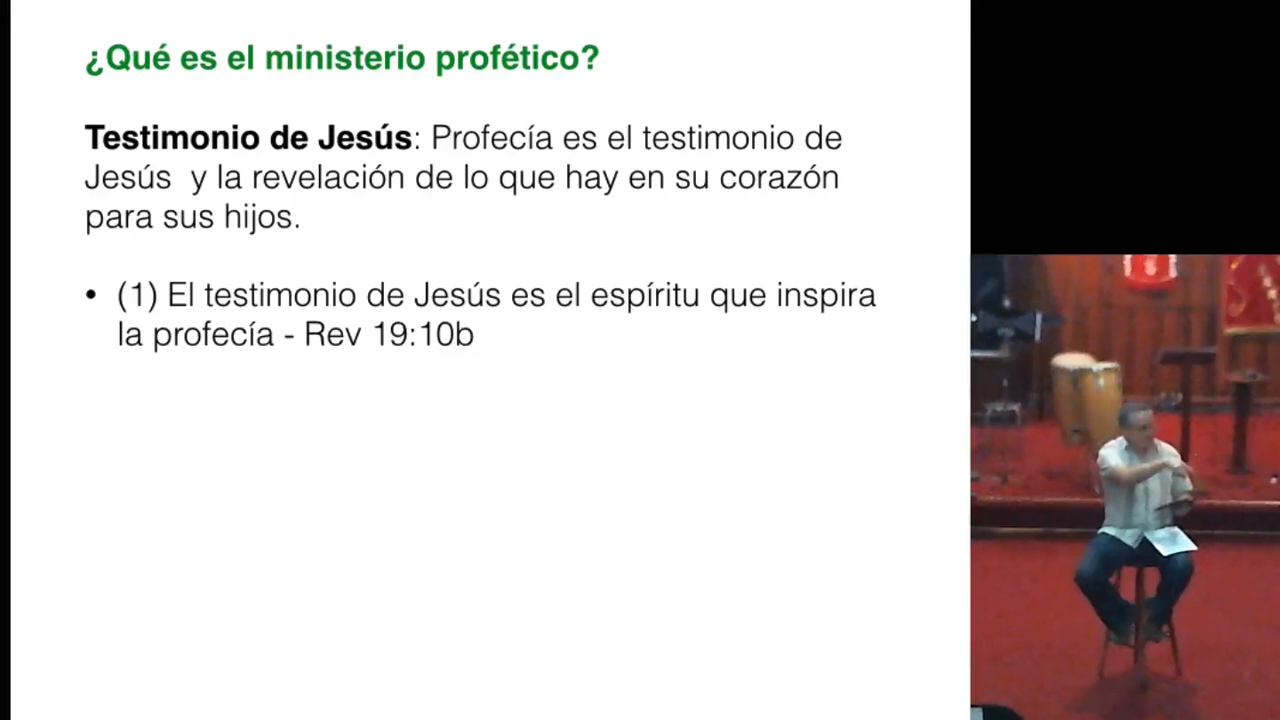 ¿Qué es el ministerio profético?
Testimonio de Jesús: Profecía es el testimonio de
Jesús y la revelación de lo que hay en su corazón
para sus hijos.
• (1) El testimonio de Jesús es el espíritu que inspira
la profecía - Rev 19:10b